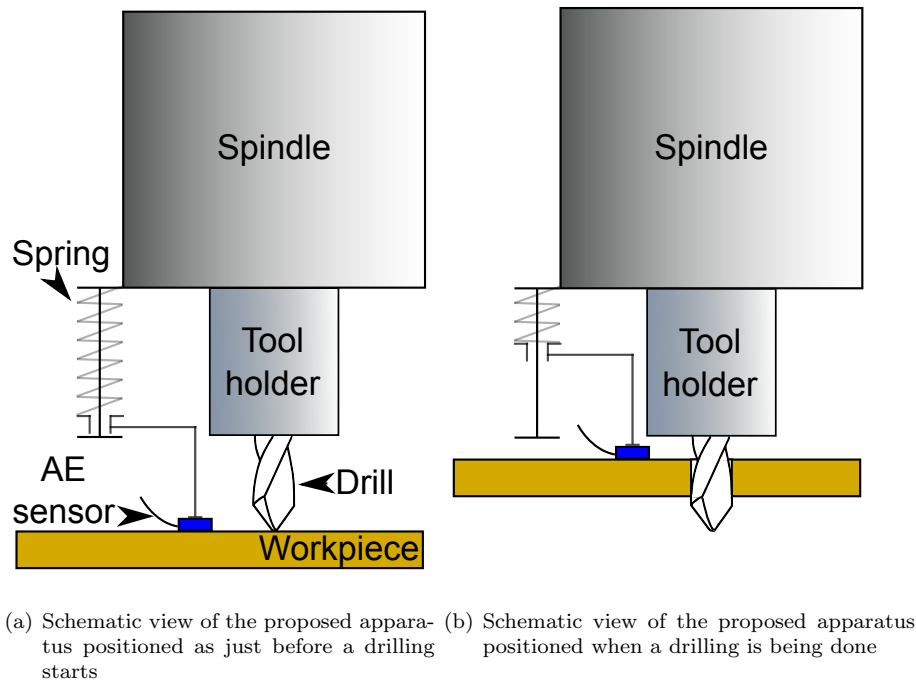 Spindle
Spring
Tool
holder
AE
sensor
Drill
Workpiece
Spindle
Tool
holder
(a) Schematic view of the proposed appara-
tus positioned as just before a drilling
starts
(b) Schematic view of the proposed apparatus
positioned when a drilling is being done